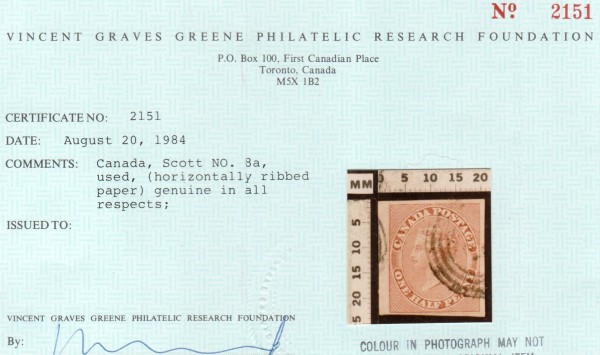 Nº 2151
VINCENT GRAVES GREENE PHILATELIC RESEARCH FOUNDATION
P.O. Box 100, First Canadian Place
Toronto, Canada
M5X 1B2
CERTIFICATE NO: 2151
DATE: August 20, 1984
COMMENTS: Canada, Scott NO. 8a,
used, (horizontally ribbed
paper) genuine in all
respects;
ISSUED TO:
MM 0 5 10 15 20
5 10 15 20
CANADA POSTAGE
ONE HALF PE
VINCENT GRAVES GREENE PHILATELIC RESEARCH FOUNDATION
By:
COLOUR IN PHOTOGRAPH MAY NOT